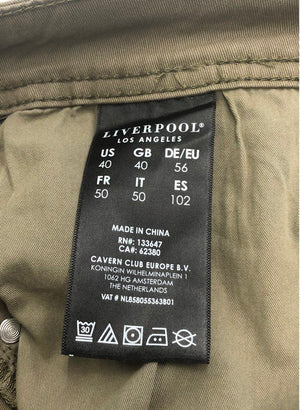 LIVERPOOL®
LOS ANGELES
US GB DE/EU
40 40 56
FR IT ES
50 50 102
MADE IN CHINA
RN#: 133647
CA#: 62380
CAVERN CLUB EUROPE B.V.
KONINGIN WILHELMINAPLEIN 1
1062 HG AMSTERDAM
THE NETHERLANDS
VAT # NL858055363B01
30